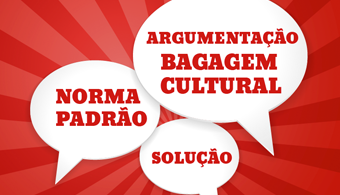 ARGUMENTAÇÃO
BAGAGEM
CULTURAL
NORMA
PADRÃO
SOLUÇÃO